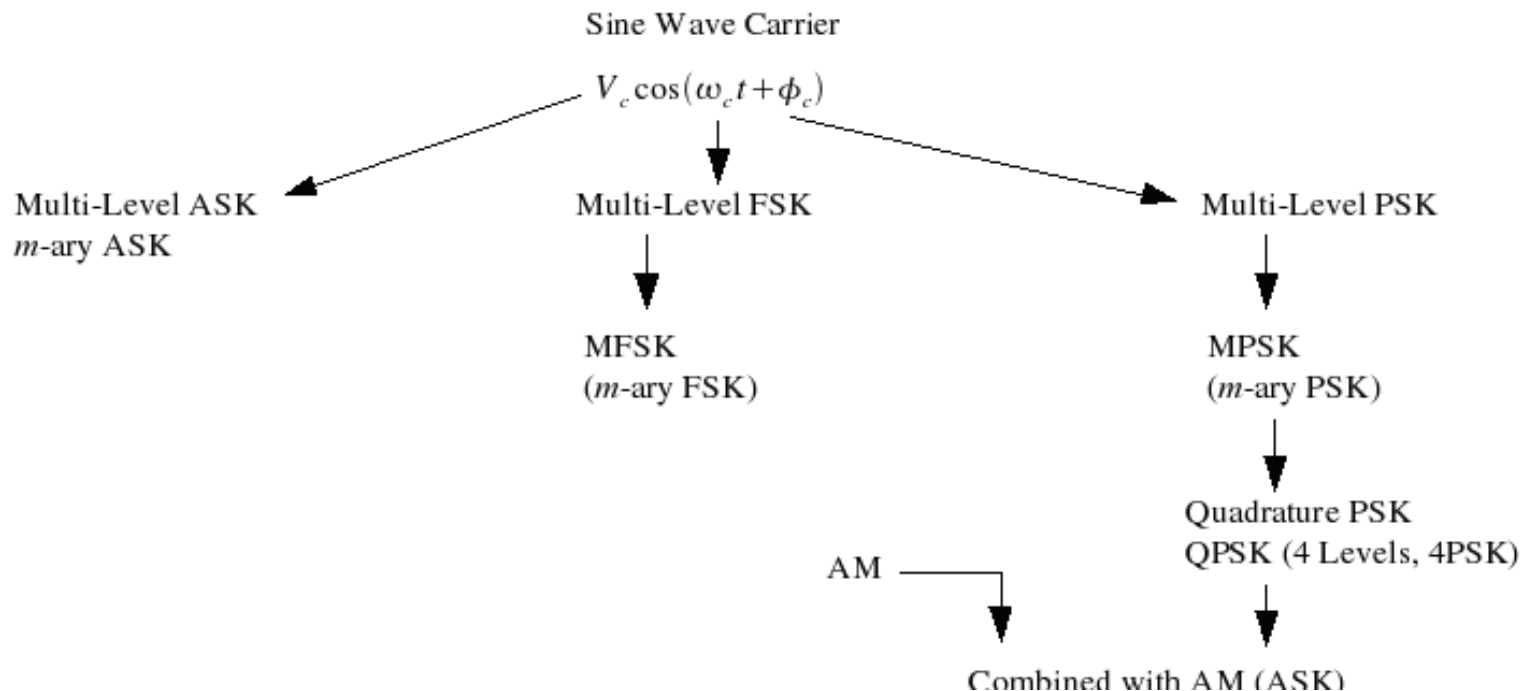 Sine Wave Carrier
V_c cos(ω_c t+ϕ_c)
Multi-Level ASK
m-ary ASK
Multi-Level FSK
Multi-Level PSK
MFSK
(m-ary FSK)
MPSK
(m-ary PSK)
Quadrature PSK
QPSK (4 Levels, 4PSK)
AM
Combined with AM (ASK)